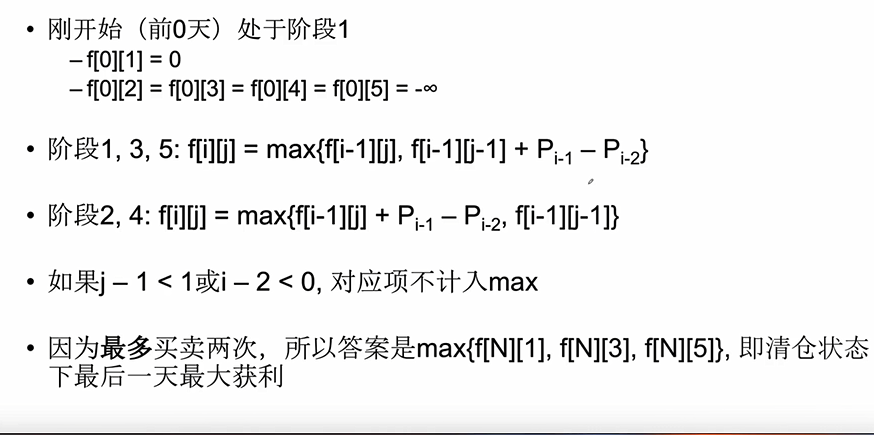 • 刚开始（前0天）处于阶段1
– f[0][1] = 0
– f[0][2] = f[0][3] = f[0][4] = f[0][5] = -∞
• 阶段1, 3, 5: f[i][j] = max{f[i-1][j], f[i-1][j-1] + Pi-1 – Pi-2}
• 阶段2, 4: f[i][j] = max{f[i-1][j] + Pi-1 – Pi-2, f[i-1][j-1]}
• 如果j – 1 < 1或i – 2 < 0, 对应项不计入max
• 因为最多买卖两次，所以答案是max{f[N][1], f[N][3], f[N][5]}, 即清仓状态
下最后一天最大获利